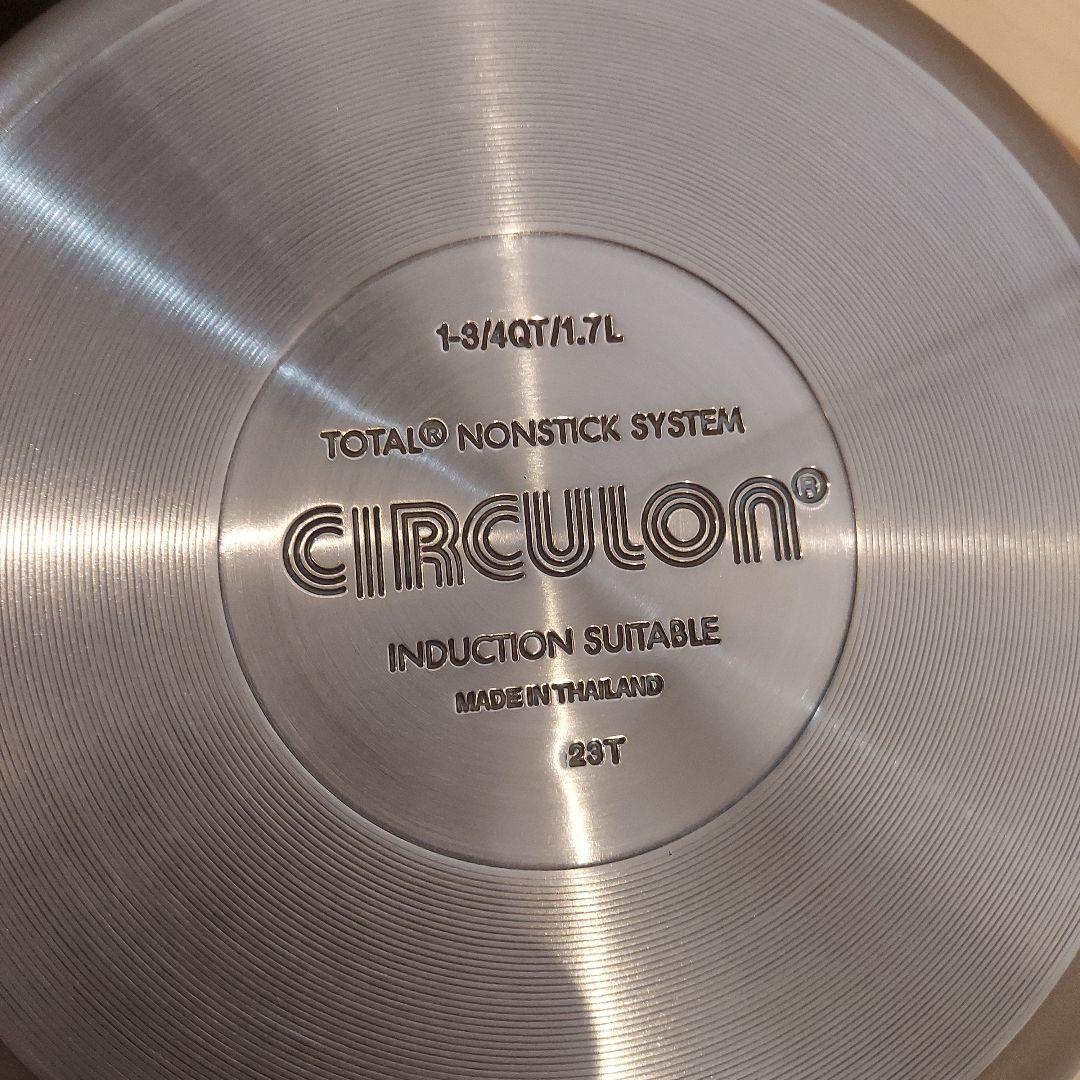 1-3/4QT/1.7L
TOTAL® NONSTICK SYSTEM
CIRCULON®
INDUCTION SUITABLE
MADE IN THAILAND
23T